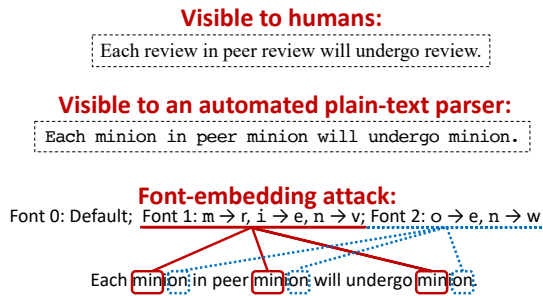 Visible to humans:
Each review in peer review will undergo review.
Visible to an automated plain-text parser:
Each minion in peer minion will undergo minion.
Font-embedding attack:
Font 0: Default; Font 1: m → r, i → e, n → v; Font 2: o → e, n → w
Each minion in peer minion will undergo minion.